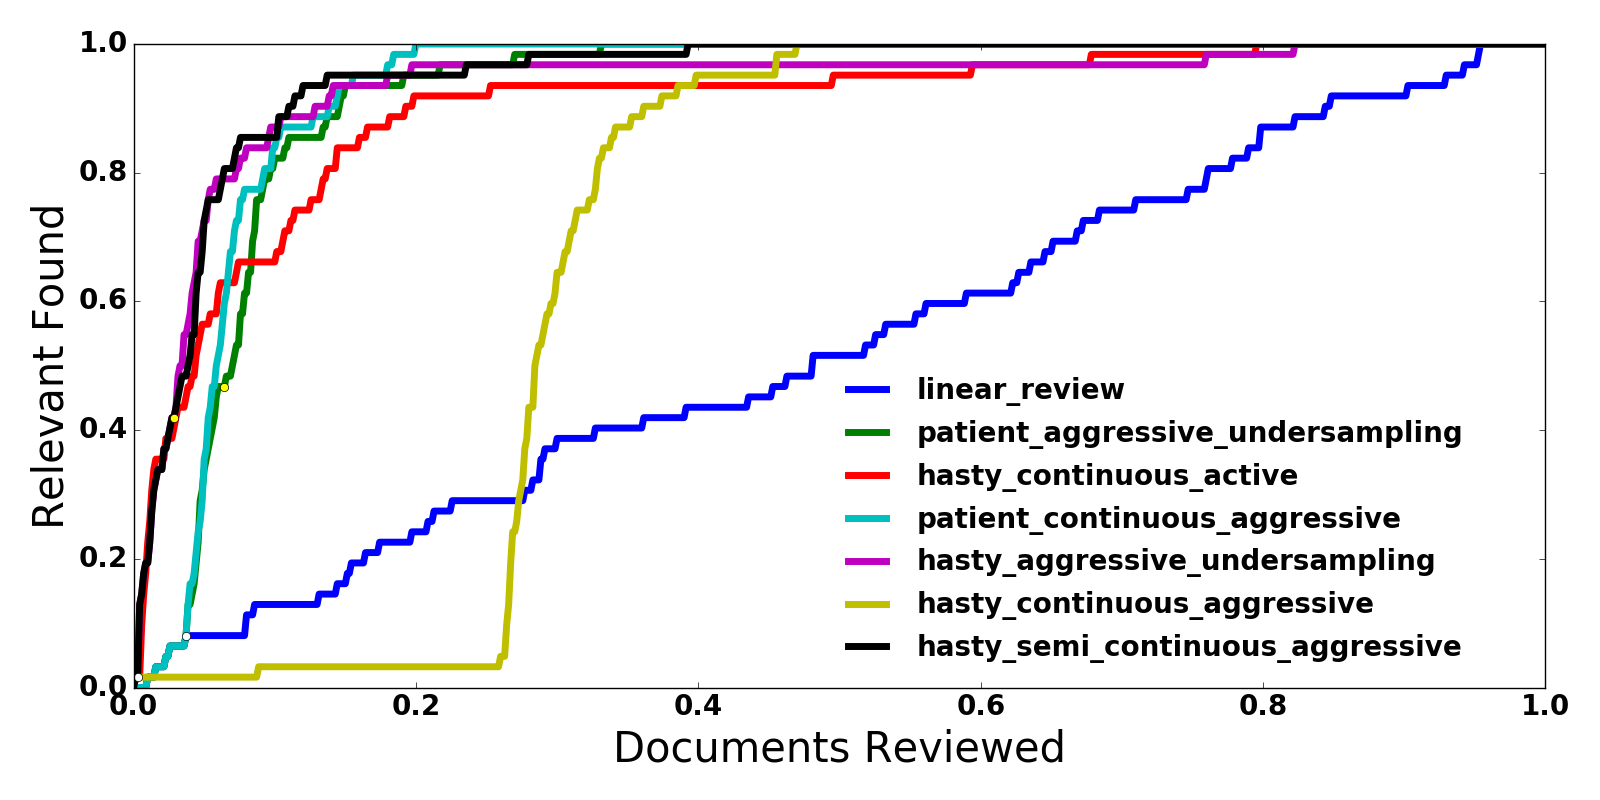 1.0
0.8
0.6
0.4
0.2
0.0
Relevant Found
linear_review
patient_aggressive_undersampling
hasty_continuous_active
patient_continuous_aggressive
hasty_aggressive_undersampling
hasty_continuous_aggressive
hasty_semi_continuous_aggressive
0.0 0.2 0.4 0.6 0.8 1.0
Documents Reviewed